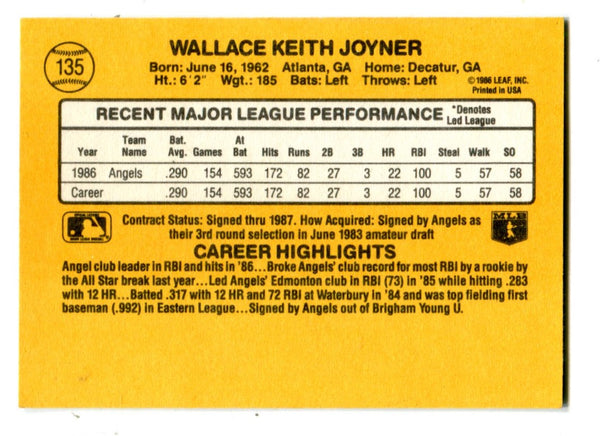 135
WALLACE KEITH JOYNER
Born: June 16, 1962 Atlanta, GA Home: Decatur, GA
Ht.: 6'2" Wgt.: 185 Bats: Left Throws: Left
©1986 LEAF, INC.
Printed in USA
RECENT MAJOR LEAGUE PERFORMANCE *Denotes Led League
Year Team Name Bat. Avg. Games At Bat Hits Runs 2B 3B HR RBI Steal Walk SO
1986 Angels .290 154 593 172 82 27 3 22 100 5 57 58
Career .290 154 593 172 82 27 3 22 100 5 57 58
Contract Status: Signed thru 1987. How Acquired: Signed by Angels as
their 3rd round selection in June 1983 amateur draft
MLB
CAREER HIGHLIGHTS
Angel club leader in RBI and hits in '86...Broke Angels' club record for most RBI by a rookie by
the All Star break last year...Led Angels' Edmonton club in RBI (73) in '85 while hitting .283
with 12 HR...Batted .317 with 12 HR and 72 RBI at Waterbury in '84 and was top fielding first
baseman (.992) in Eastern League...Signed by Angels out of Brigham Young U.